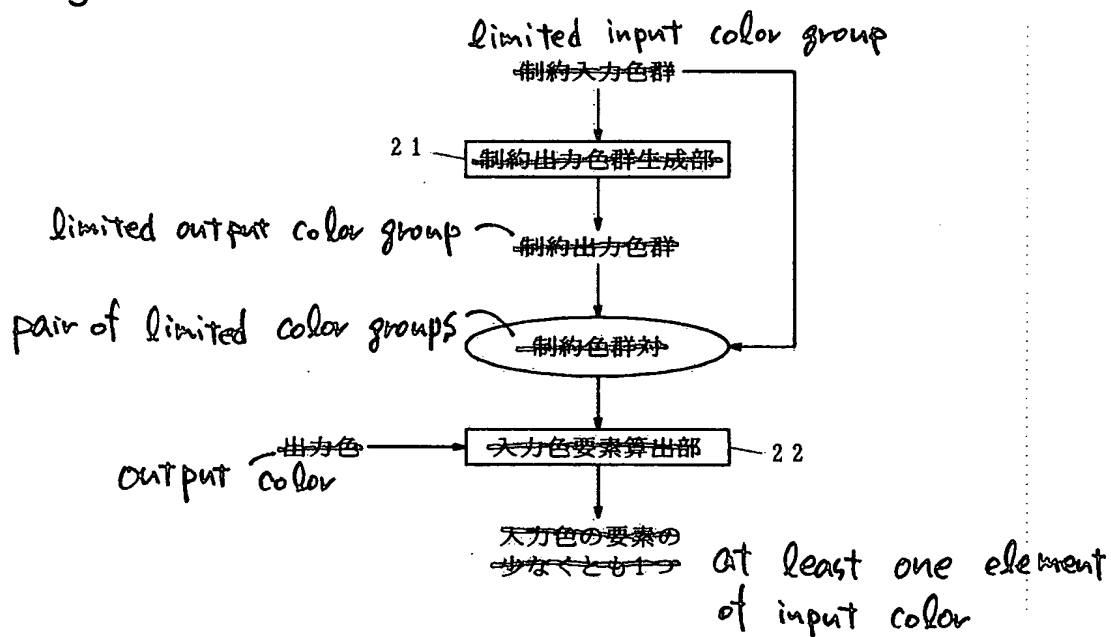 limited input color group
制約入力色群
21
制約出力色群生成部
limited output color group
制約出力色群
pair of limited color groups
制約色群対
出力色
入力色要素算出部
22
output color
入力色の要素の
少なくとも1つ
at least one element
of input color